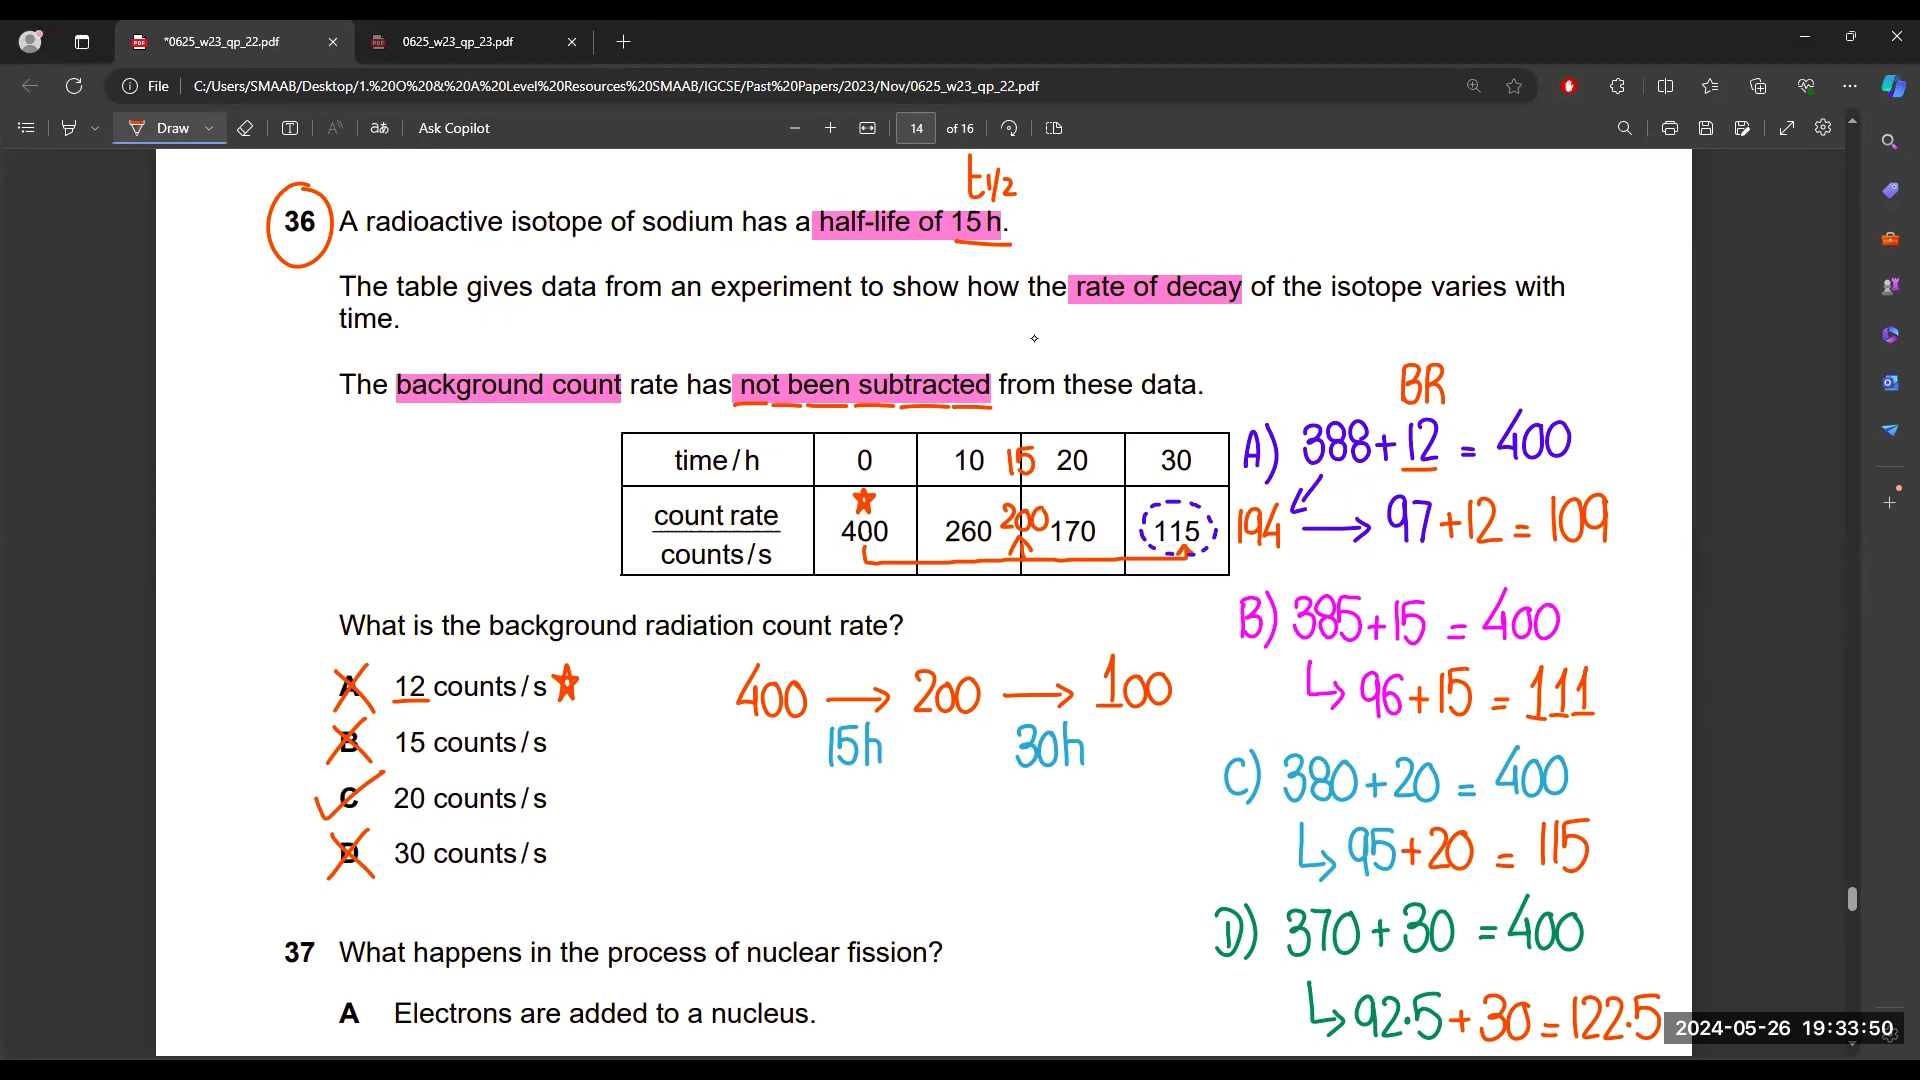 *0625_w23_qp_22.pdf
0625_w23_qp_23.pdf
File
C:/Users/SMAAB/Desktop/1.%20O%20&%20A%20Level%20Resources%20SMAAB/IGCSE/Past%20Papers/2023/Nov/0625_w23_qp_22.pdf
Draw
Ask Copilot
14 of 16
t1/2
36 A radioactive isotope of sodium has a half-life of 15 h.
The table gives data from an experiment to show how the rate of decay of the isotope varies with
time.
The background count rate has not been subtracted from these data.
BR
time / h 0 10 15 20 30
count rate
counts / s
400 260 200 170 115
A) 388+12 = 400
194 → 97+12 = 109
What is the background radiation count rate?
B) 385+15 = 400
↳ 96+15 = 111
A 12 counts / s
B 15 counts / s
C 20 counts / s
D 30 counts / s
400 → 200 → 100
15h 30h
C) 380+20 = 400
↳ 95+20 = 115
D) 370+30 = 400
↳ 92.5+30=122.5
37 What happens in the process of nuclear fission?
A Electrons are added to a nucleus.
2024-05-26 19:33:50